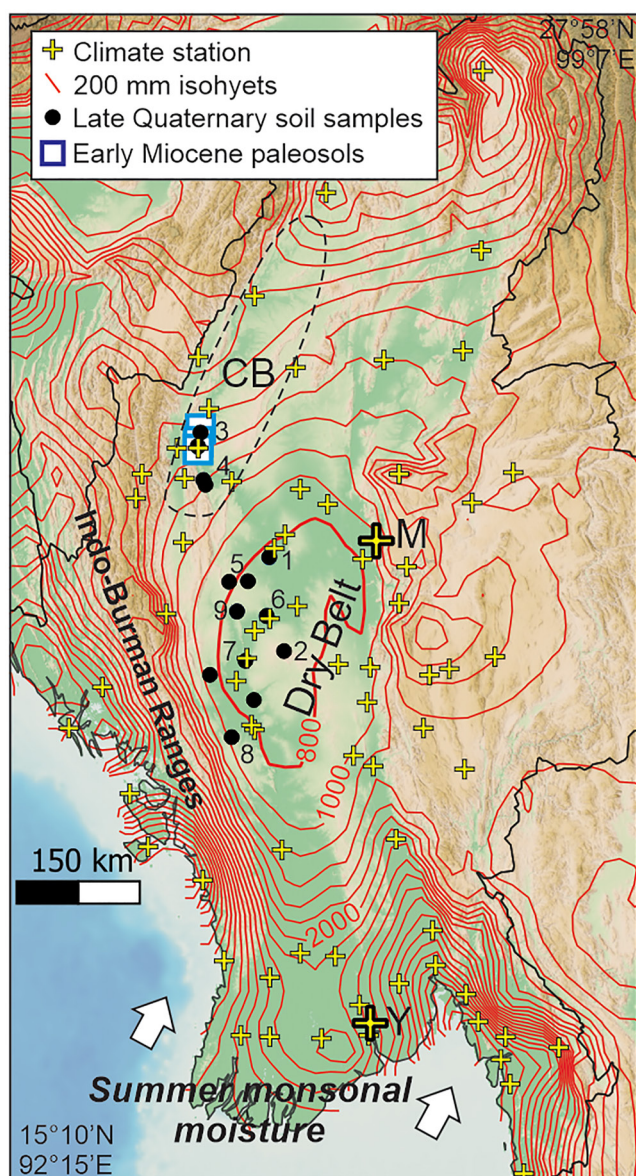 27°58'N
99°7'E
Climate station
200 mm isohyets
Late Quaternary soil samples
Early Miocene paleosols
CB
3
4
M
Indo-Burman Ranges
1
5
6
9
Dry Belt
2
7
8
800
1000
150 km
2000
Y
Summer monsonal
moisture
15°10'N
92°15'E